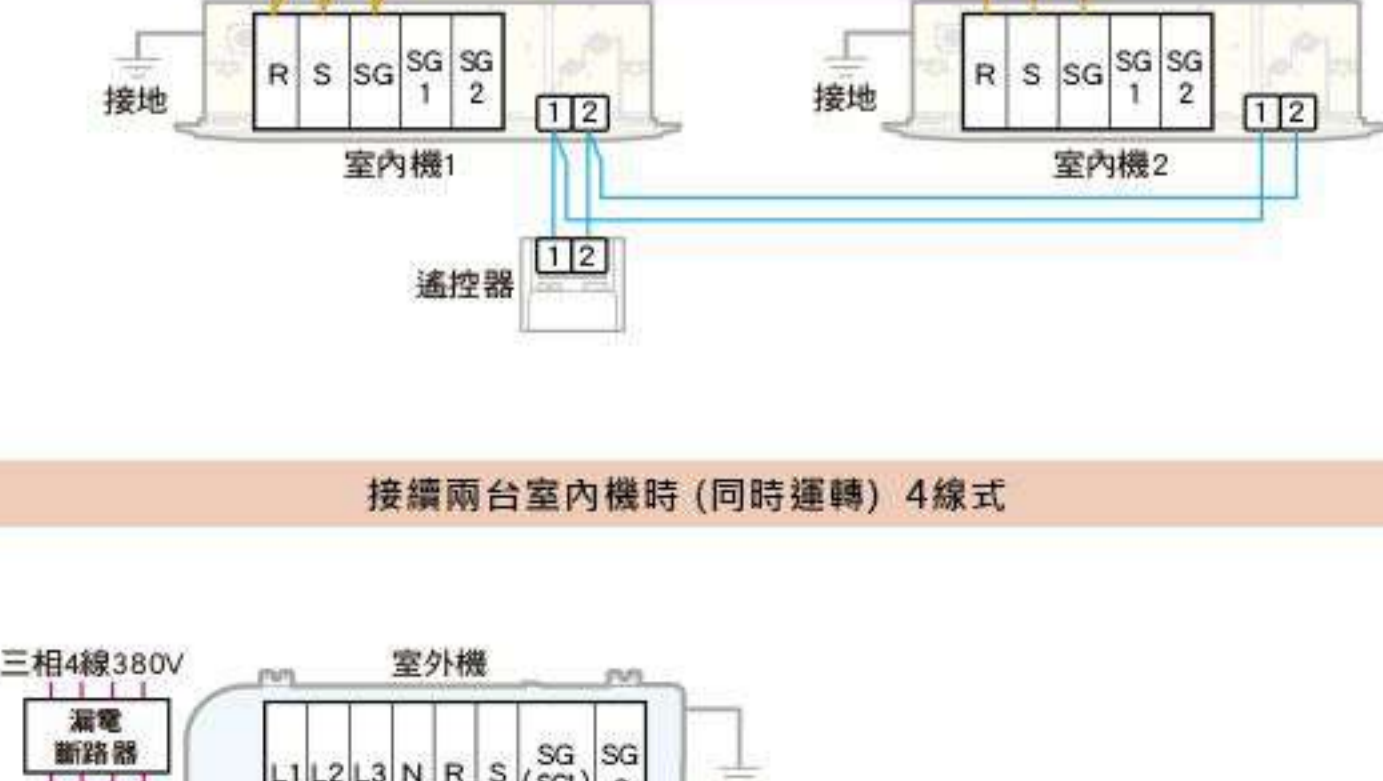 R S SG SG 1 SG 2
R S SG SG 1 SG 2
接地
接地
1 2
1 2
室內機1
室內機2
1 2
遙控器
接續兩台室內機時 (同時運轉) 4線式
三相4線380V
室外機
漏電
斷路器
L1 L2 L3 N R S SG SG